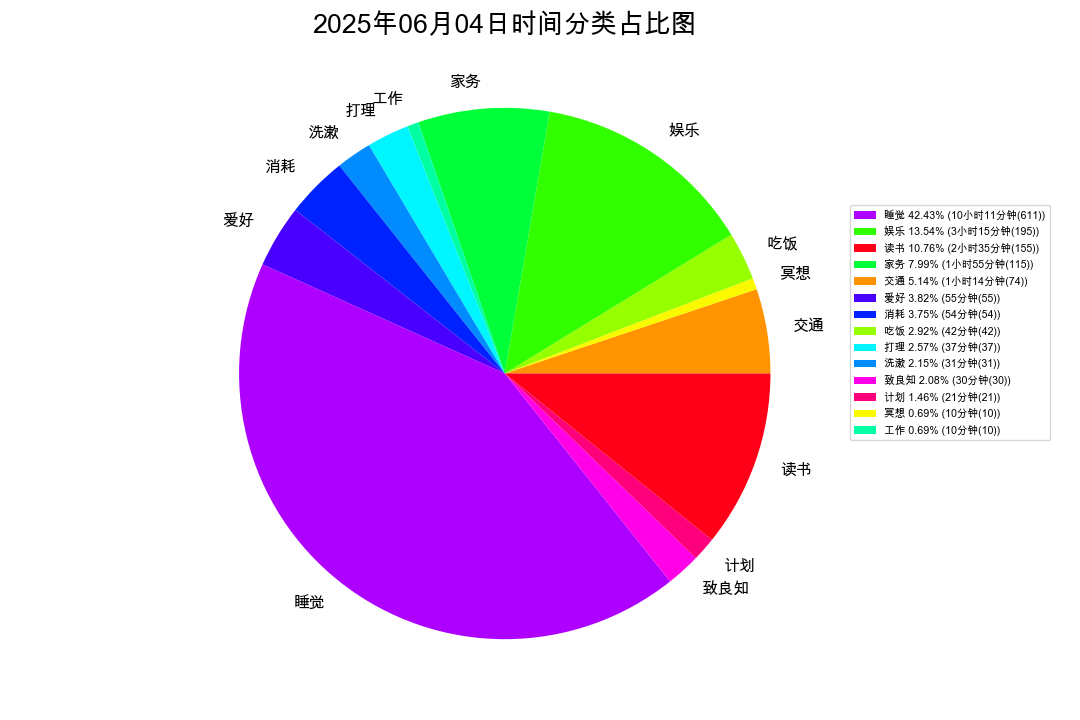 2025年06月04日时间分类占比图
家务
工作
打理
洗漱
消耗
爱好
娱乐
吃饭
冥想
交通
读书
计划
致良知
睡觉
睡觉 42.43% (10小时11分钟(611))
娱乐 13.54% (3小时15分钟(195))
读书 10.76% (2小时35分钟(155))
家务 7.99% (1小时55分钟(115))
交通 5.14% (1小时14分钟(74))
爱好 3.82% (55分钟(55))
消耗 3.75% (54分钟(54))
吃饭 2.92% (42分钟(42))
打理 2.57% (37分钟(37))
洗漱 2.15% (31分钟(31))
致良知 2.08% (30分钟(30))
计划 1.46% (21分钟(21))
冥想 0.69% (10分钟(10))
工作 0.69% (10分钟(10))